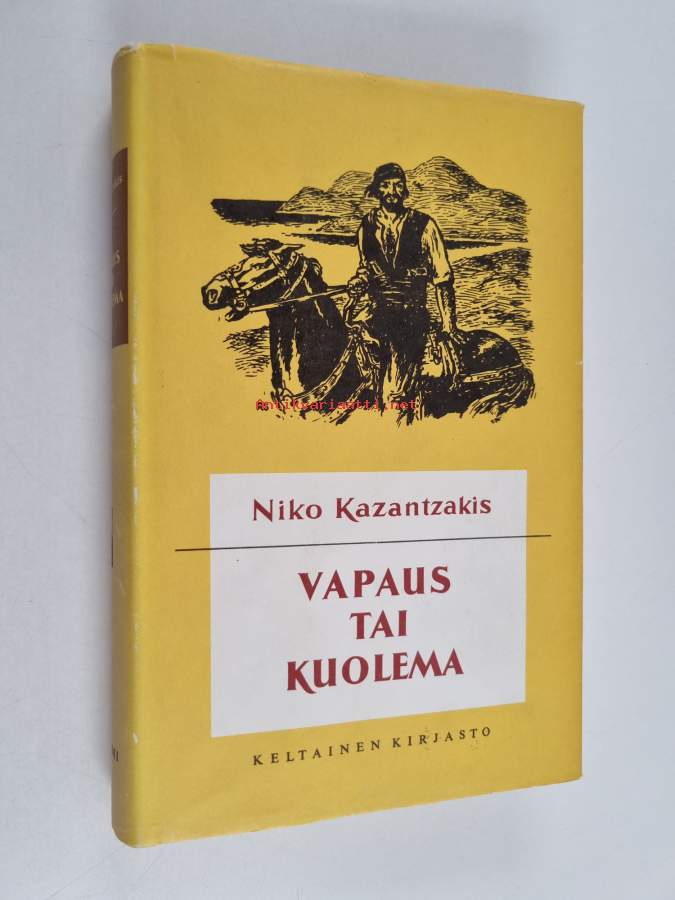 Antikvariaatti.net
Niko Kazantzakis
VAPAUS
TAI
KUOLEMA
KELTAINEN KIRJASTO